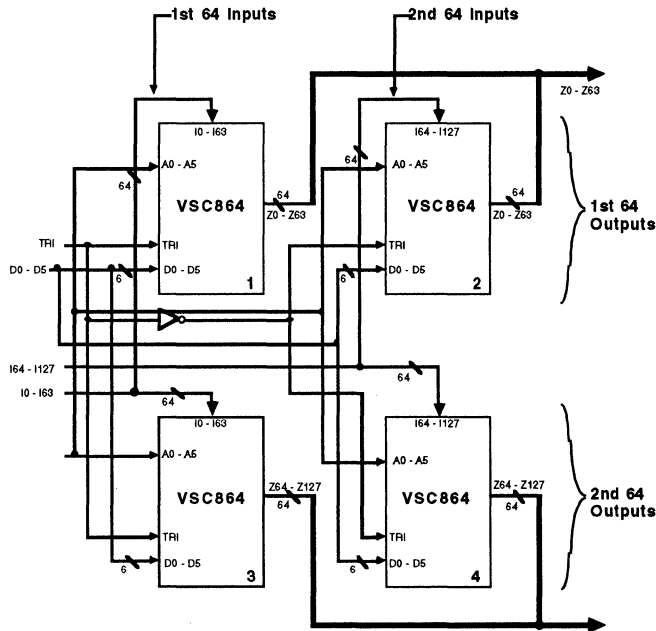 1st 64 Inputs
2nd 64 Inputs
Z0 - Z63
I0 - I63
I64 - I127
64
A0 - A5
64
A0 - A5
64
VSC864
64
Z0 - Z63
VSC864
64
Z0 - Z63
1st 64
Outputs
TRI
TRI
TRI
D0 - D5
6
D0 - D5
6
D0 - D5
1
2
I64 - I127
64
I0 - I63
64
I0 - I63
I64 - I127
A0 - A5
A0 - A5
VSC864
Z64 - Z127
64
VSC864
Z64 - Z127
64
2nd 64
Outputs
TRI
TRI
6
D0 - D5
6
D0 - D5
3
4